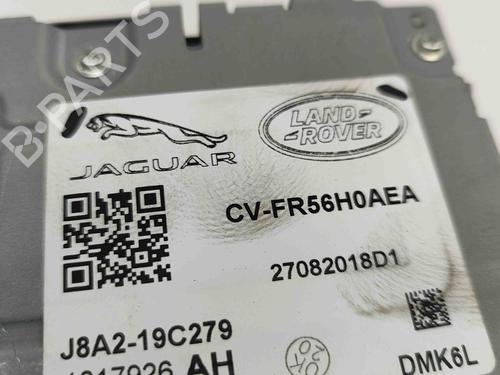 B-PARTS
JAGUAR
LAND
ROVER
CV-FR56H0AEA
27082018D1
J8A2-19C279
AH
DMK6L